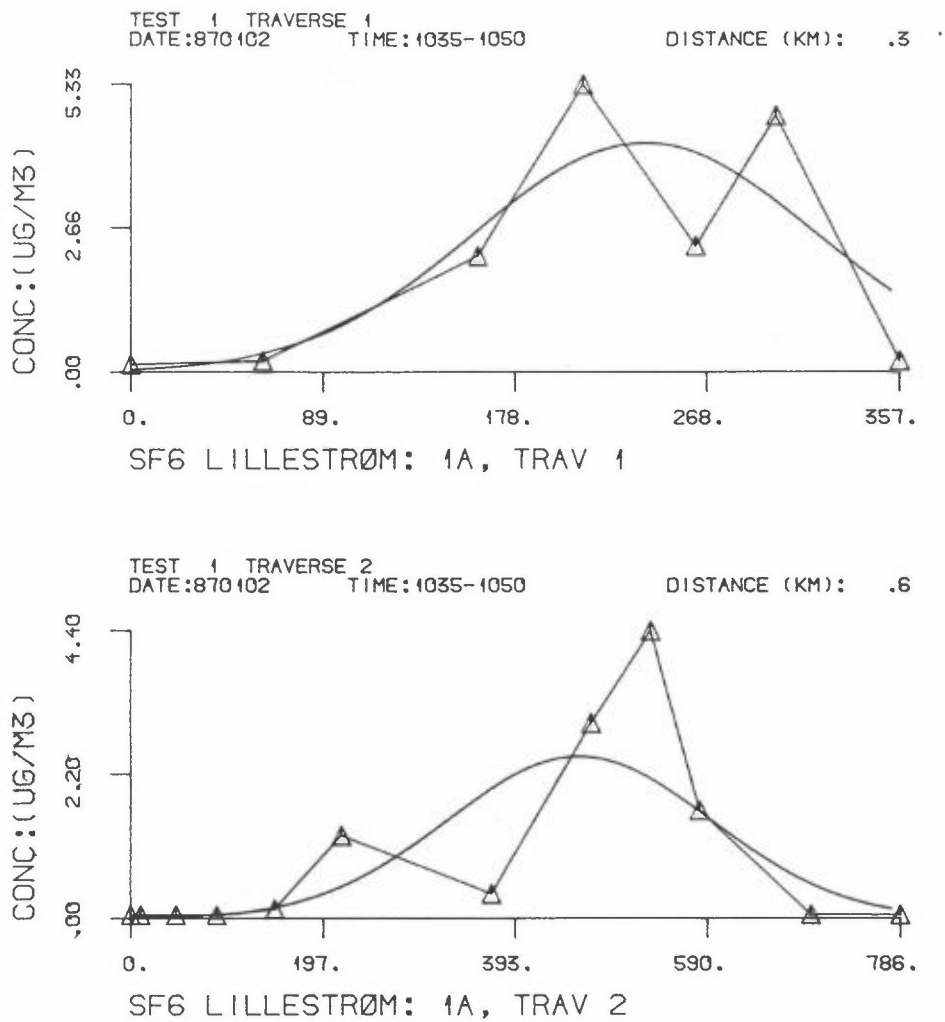 TEST 1 TRAVERSE 1
DATE:870102 TIME:1035-1050 DISTANCE (KM): .3
CONC:(UG/M3)
5.33
2.66
.00
0. 89. 178. 268. 357.
SF6 LILLESTRØM: 1A, TRAV 1
TEST 1 TRAVERSE 2
DATE:870102 TIME:1035-1050 DISTANCE (KM): .6
CONC:(UG/M3)
4.40
2.20
.00
0. 197. 393. 590. 786.
SF6 LILLESTRØM: 1A, TRAV 2